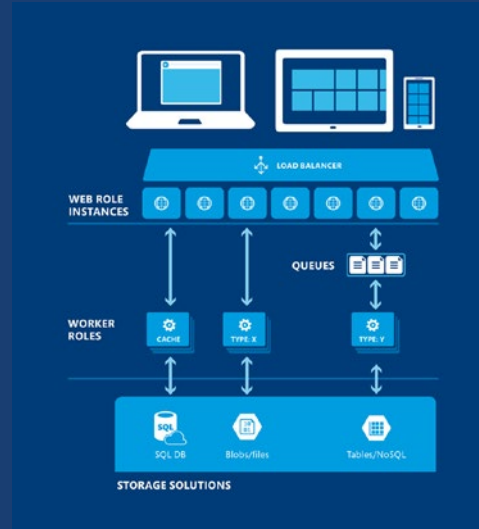 LOAD BALANCER
WEB ROLE
INSTANCES
QUEUES
WORKER
ROLES
CACHE
TYPE: X
TYPE: Y
SQL
SQL DB
Blobs/files
Tables/NoSQL
STORAGE SOLUTIONS